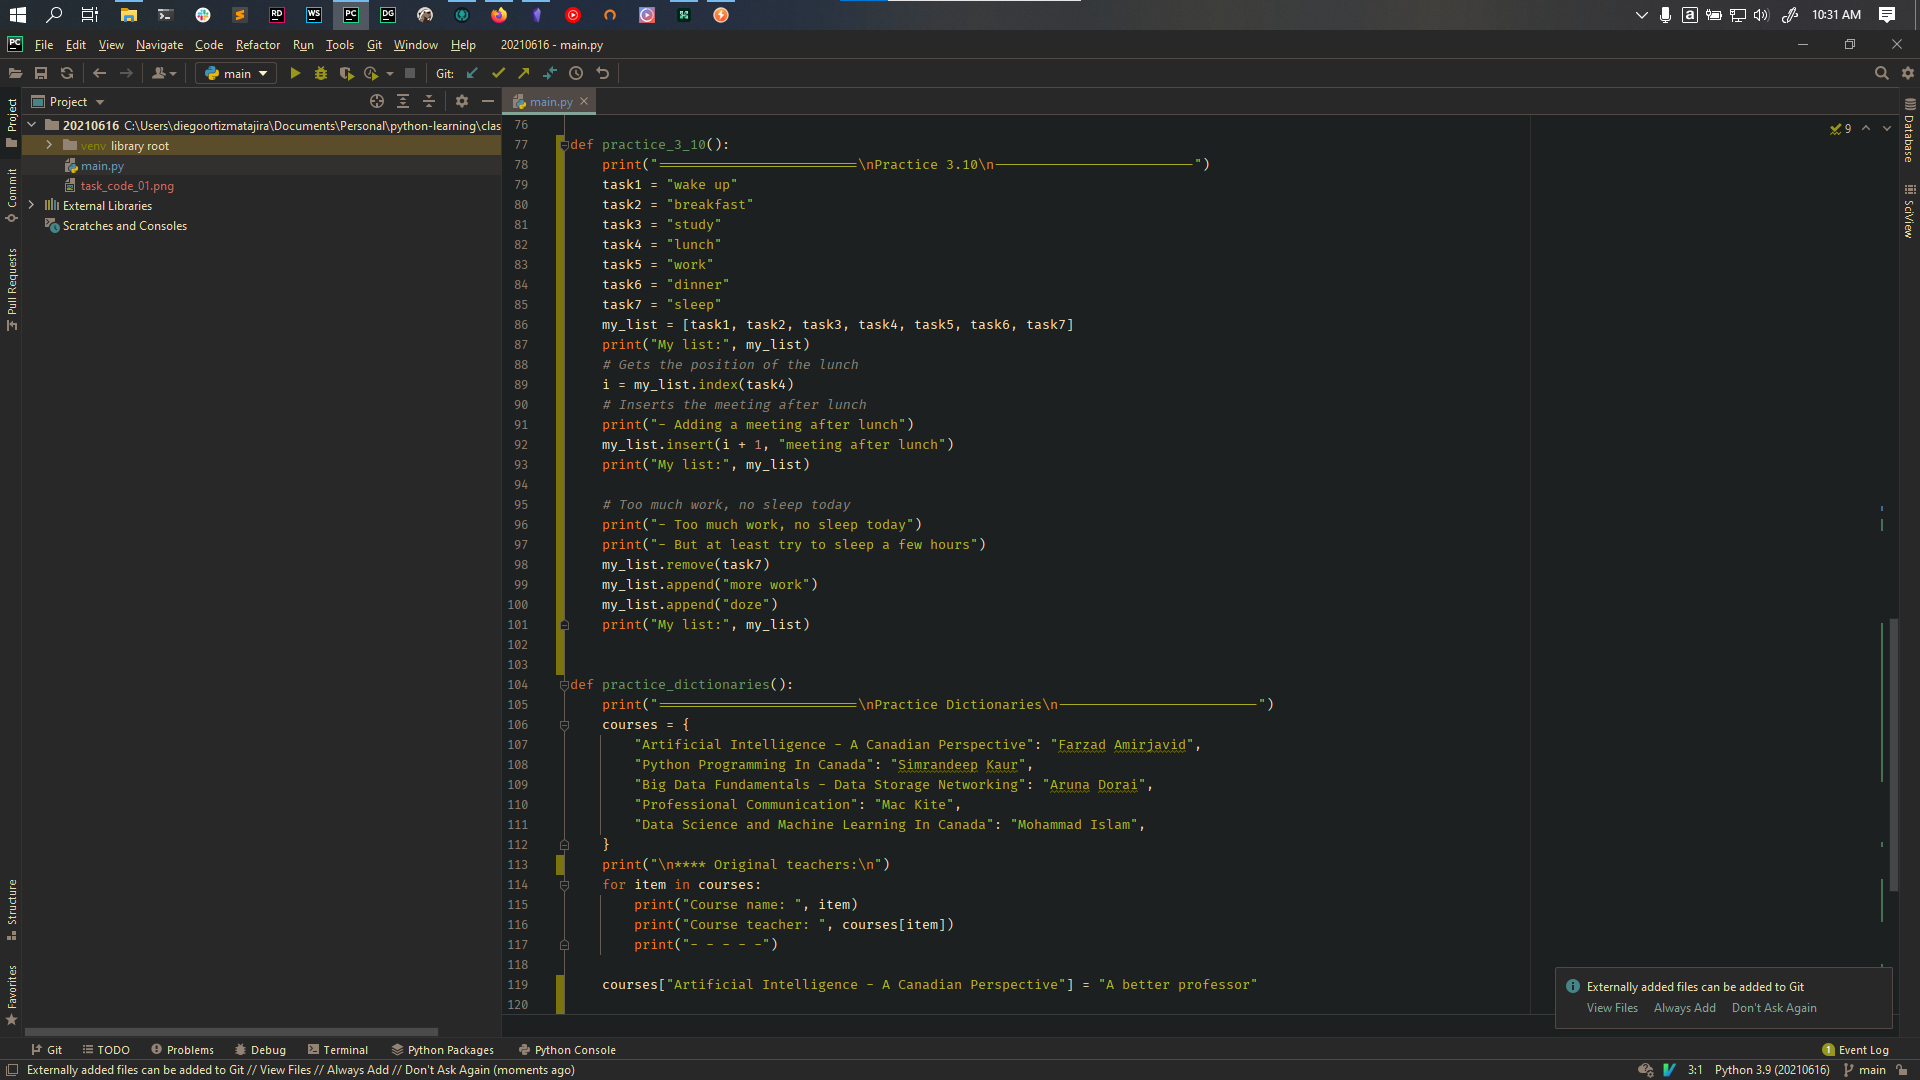 10:31 AM
File Edit View Navigate Code Refactor Run Tools Git Window Help 20210616 - main.py
main Git:
Project
main.py
20210616 C:\Users\diegoortizmatajira\Documents\Personal\python-learning\clas
venv library root
main.py
task_code_01.png
External Libraries
Scratches and Consoles
Project
Commit
Pull Requests
Structure
Favorites
Database
SciView
9
76
77 def practice_3_10():
78 print("=========================\nPractice 3.10\n-------------------------")
79 task1 = "wake up"
80 task2 = "breakfast"
81 task3 = "study"
82 task4 = "lunch"
83 task5 = "work"
84 task6 = "dinner"
85 task7 = "sleep"
86 my_list = [task1, task2, task3, task4, task5, task6, task7]
87 print("My list:", my_list)
88 # Gets the position of the lunch
89 i = my_list.index(task4)
90 # Inserts the meeting after lunch
91 print("- Adding a meeting after lunch")
92 my_list.insert(i + 1, "meeting after lunch")
93 print("My list:", my_list)
94
95 # Too much work, no sleep today
96 print("- Too much work, no sleep today")
97 print("- But at least try to sleep a few hours")
98 my_list.remove(task7)
99 my_list.append("more work")
100 my_list.append("doze")
101 print("My list:", my_list)
102
103
104 def practice_dictionaries():
105 print("=========================\nPractice Dictionaries\n-------------------------")
106 courses = {
107 "Artificial Intelligence - A Canadian Perspective": "Farzad Amirjavid",
108 "Python Programming In Canada": "Simrandeep Kaur",
109 "Big Data Fundamentals - Data Storage Networking": "Aruna Dorai",
110 "Professional Communication": "Mac Kite",
111 "Data Science and Machine Learning In Canada": "Mohammad Islam",
112 }
113 print("\n**** Original teachers:\n")
114 for item in courses:
115 print("Course name: ", item)
116 print("Course teacher: ", courses[item])
117 print("- - - - -")
118
119 courses["Artificial Intelligence - A Canadian Perspective"] = "A better professor"
120
Externally added files can be added to Git
View Files Always Add Don't Ask Again
Git TODO Problems Debug Terminal Python Packages Python Console 1 Event Log
Externally added files can be added to Git // View Files // Always Add // Don't Ask Again (moments ago) 3:1 Python 3.9 (20210616) main